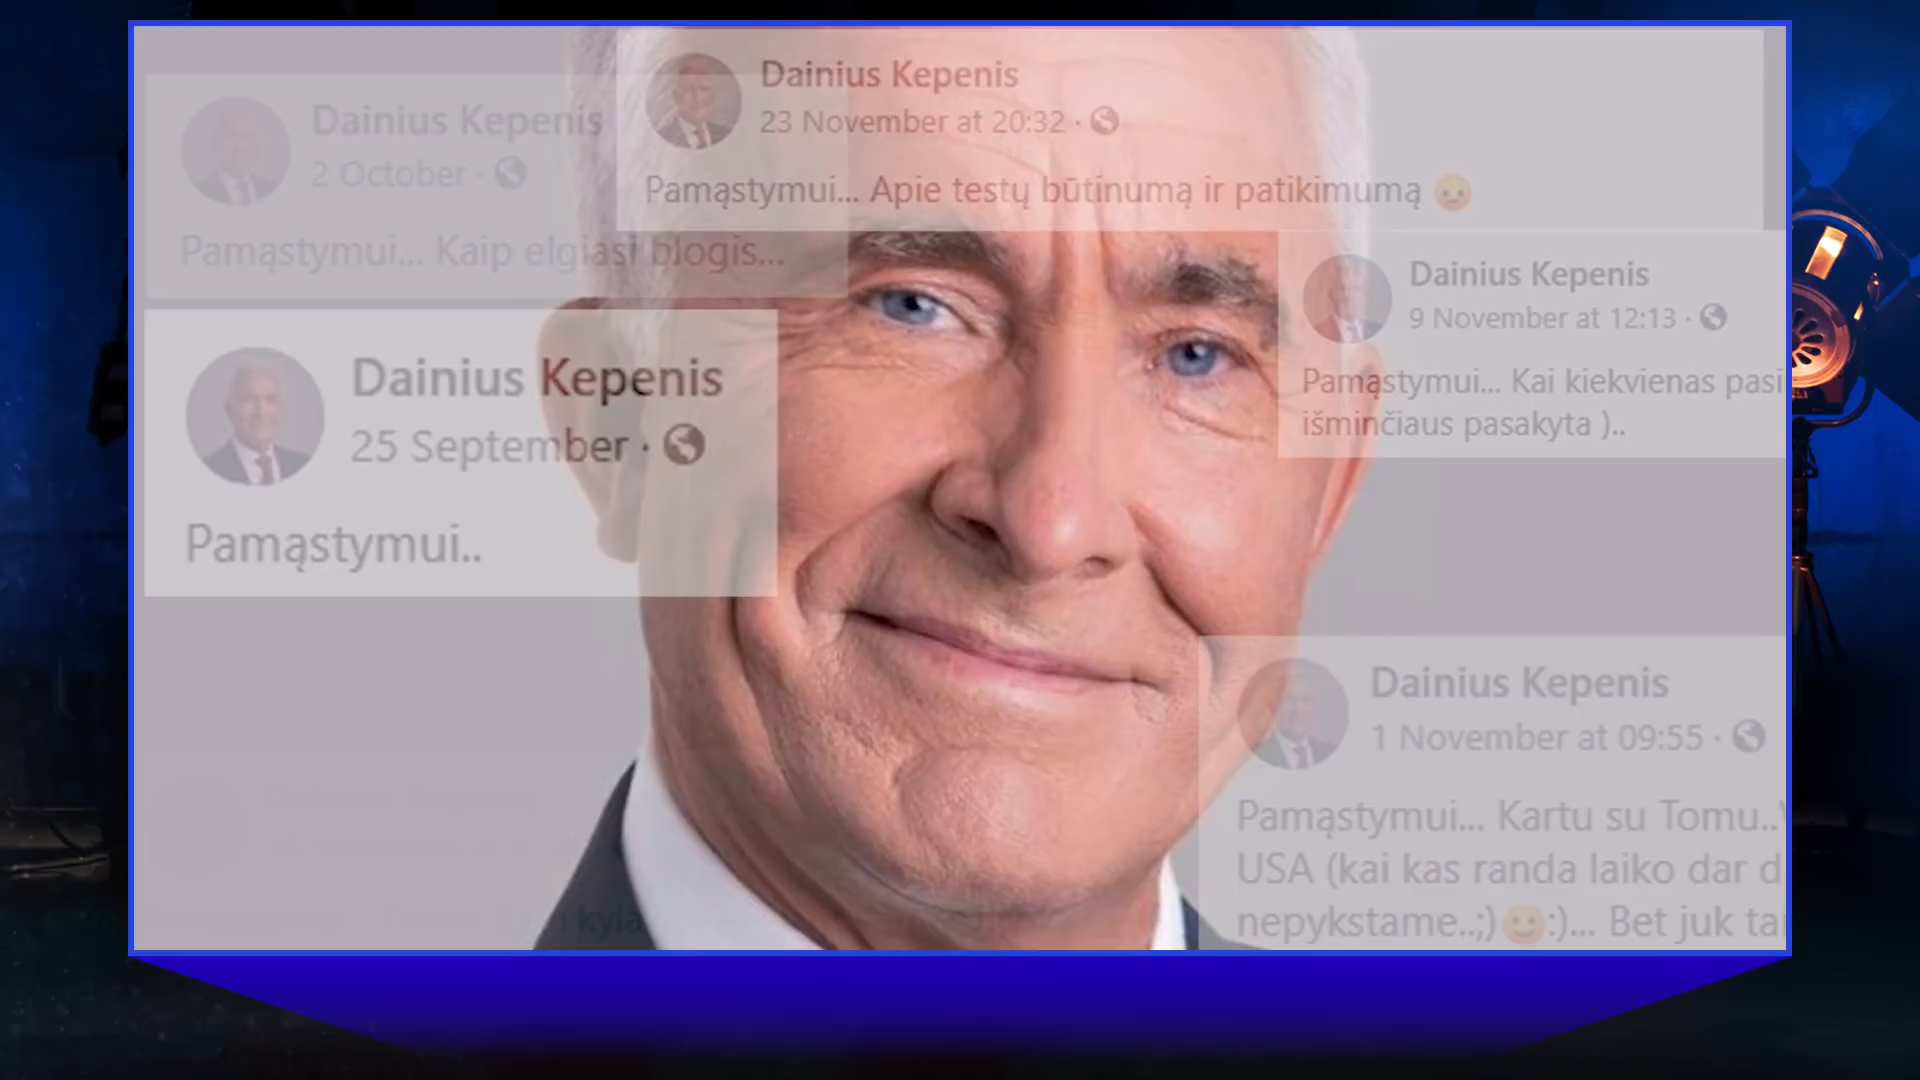 Dainius Kepenis
23 November at 20:32 ·
Pamąstymui... Apie testų būtinumą ir patikimumą
Dainius Kepenis
2 October ·
Pamąstymui... Kaip elgiasi blogis...
Dainius Kepenis
9 November at 12:13 ·
Pamąstymui... Kai kiekvienas pasi
išminčiaus pasakyta )..
Dainius Kepenis
25 September ·
Pamąstymui..
Dainius Kepenis
1 November at 09:55 ·
Pamąstymui... Kartu su Tomu..
USA (kai kas randa laiko dar d
nepykstame..;) :)... Bet juk ta
kyla